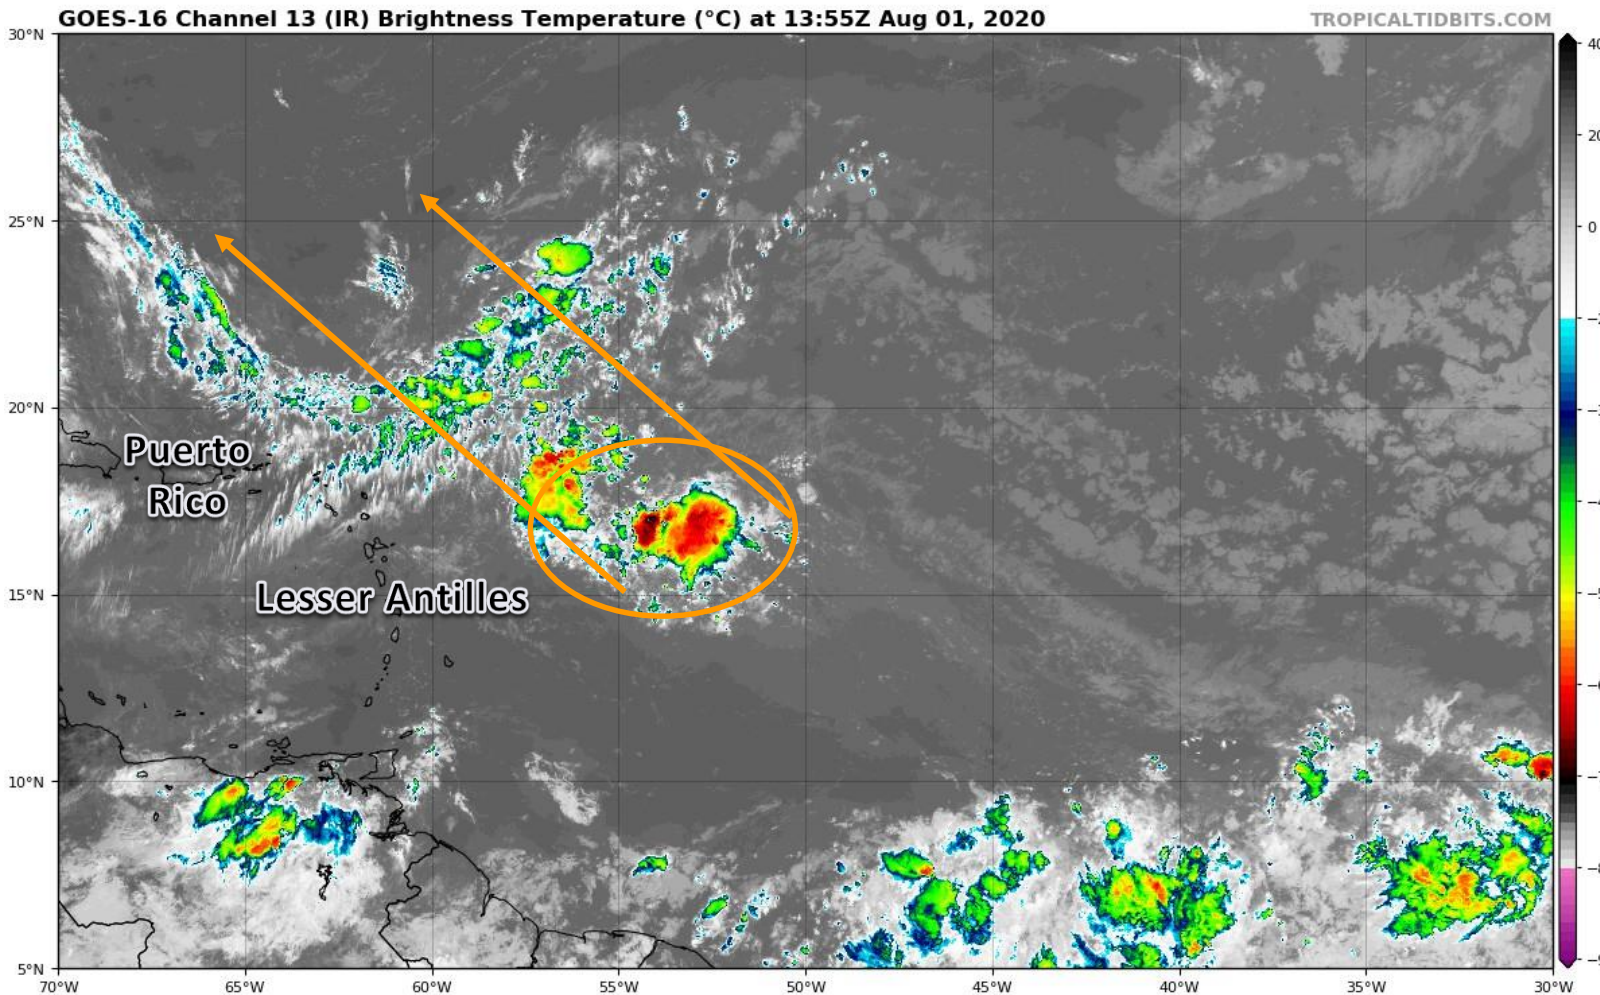 GOES-16 Channel 13 (IR) Brightness Temperature (°C) at 13:55Z Aug 01, 2020
TROPICALTIDBITS.COM
30°N
25°N
20°N
15°N
10°N
5°N
Puerto
Rico
Lesser Antilles
70°W
65°W
60°W
55°W
50°W
45°W
40°W
35°W
30°W
40
20
0